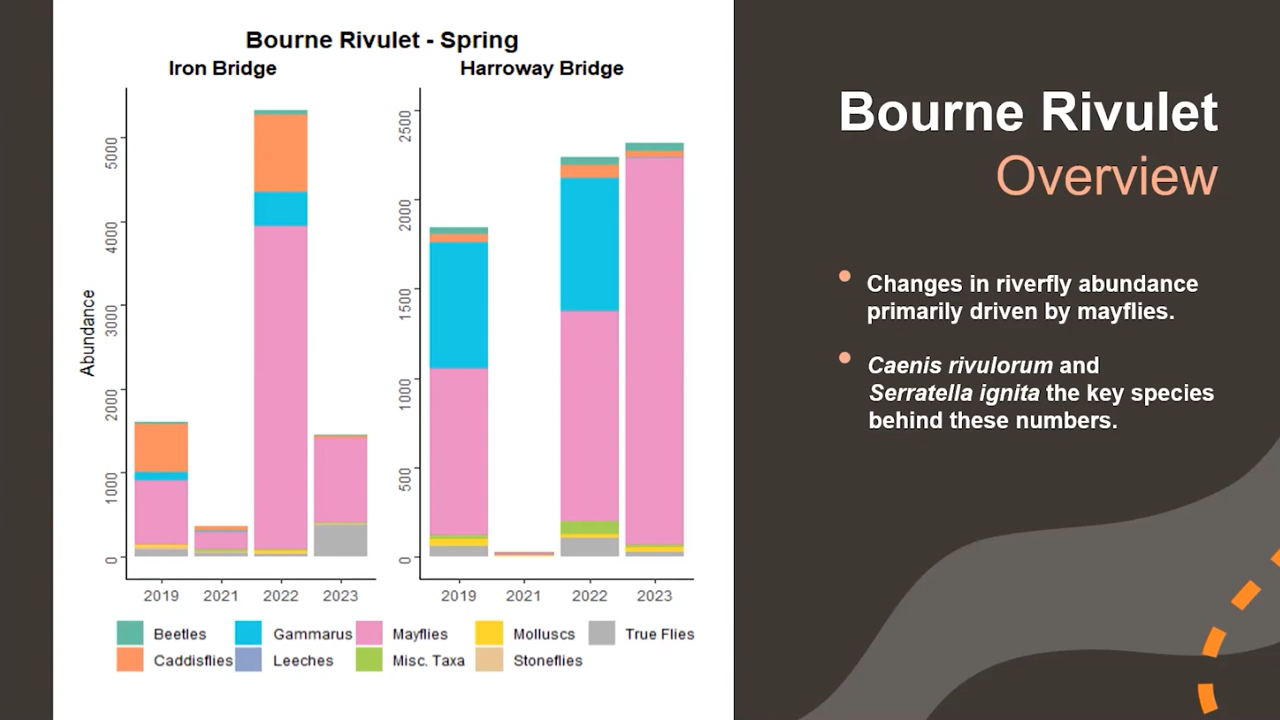 Bourne Rivulet - Spring
Iron Bridge
Harroway Bridge
Abundance
5000
4000
3000
2000
1000
0
2019 2021 2022 2023
2500
2000
1500
1000
500
0
2019 2021 2022 2023
Beetles Gammarus Mayflies Molluscs True Flies
Caddisflies Leeches Misc. Taxa Stoneflies
Bourne Rivulet
Overview
• Changes in riverfly abundance
primarily driven by mayflies.
• Caenis rivulorum and
Serratella ignita the key species
behind these numbers.